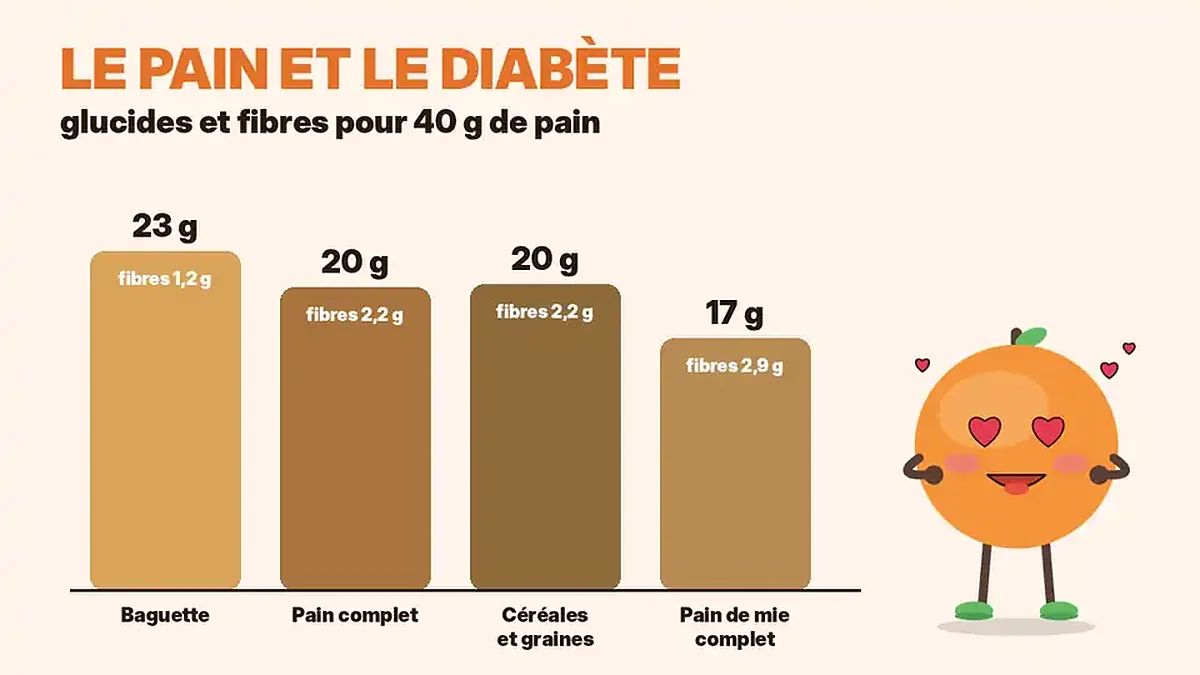 LE PAIN ET LE DIABÈTE
glucides et fibres pour 40 g de pain
23 g
fibres 1,2 g
20 g
fibres 2,2 g
20 g
fibres 2,2 g
17 g
fibres 2,9 g
Baguette
Pain complet
Céréales
et graines
Pain de mie
complet